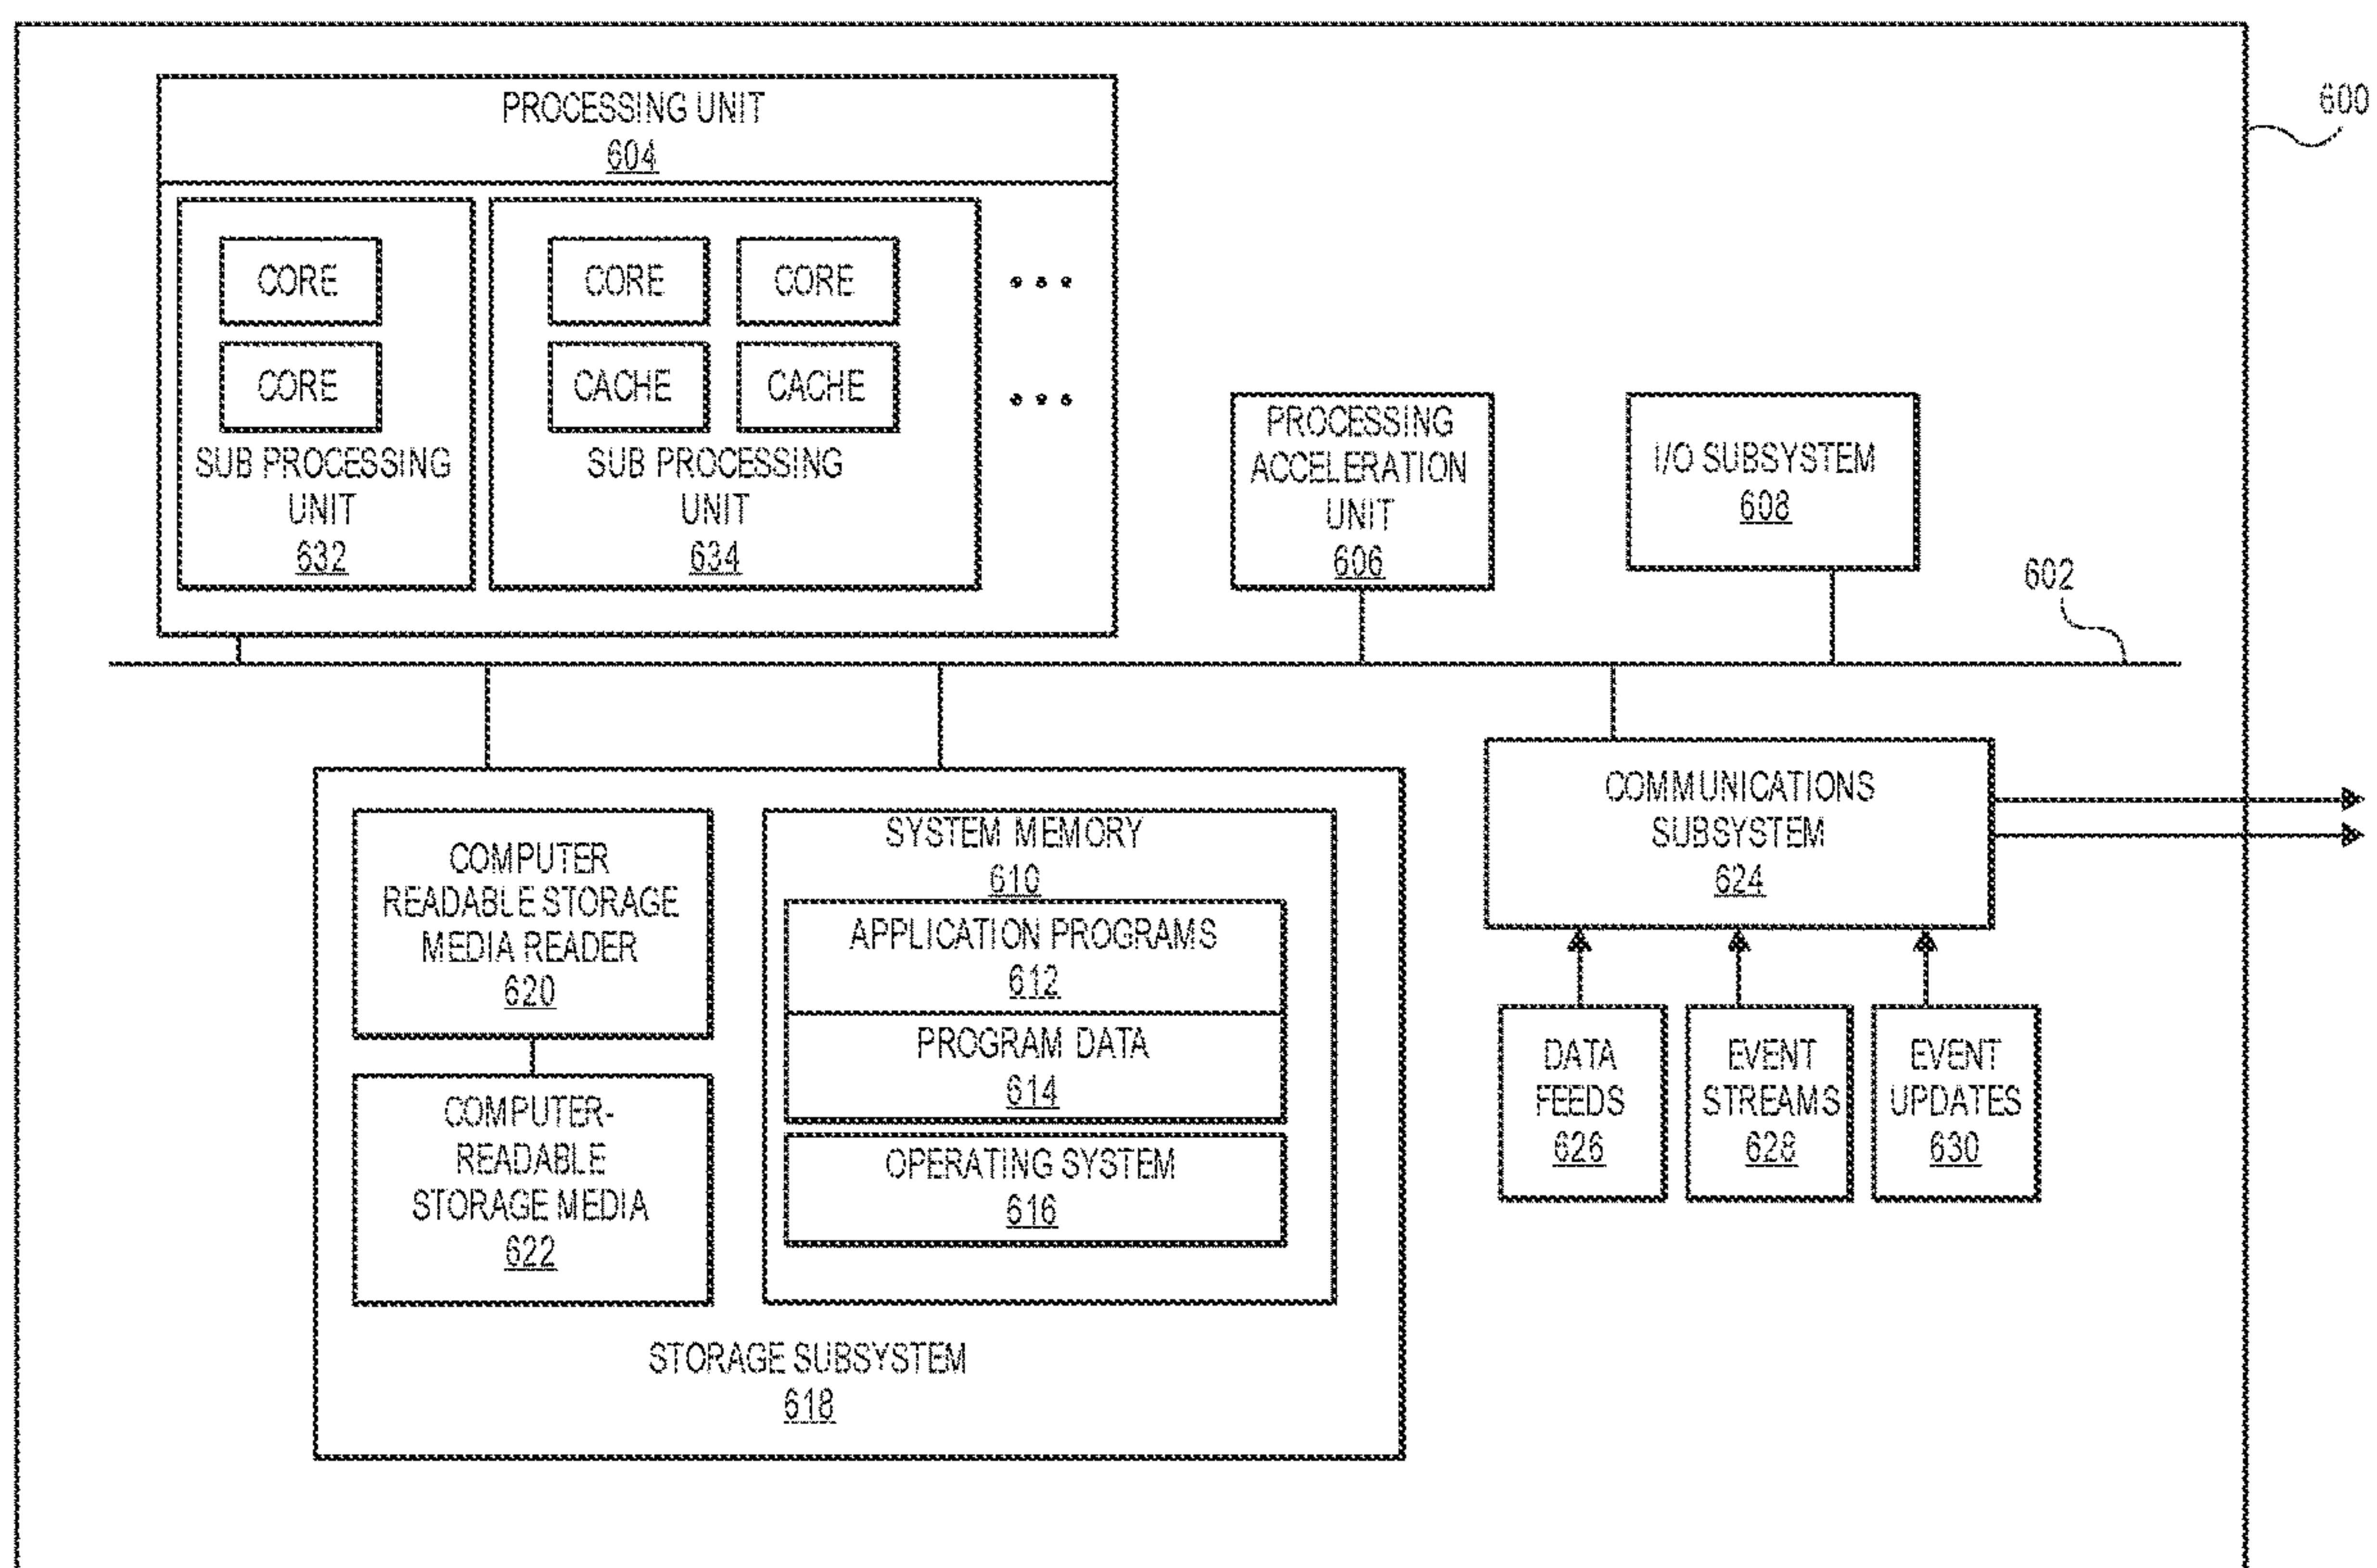 600
PROCESSING UNIT
604
CORE
CORE
SUB PROCESSING
UNIT
632
CORE CORE
CACHE CACHE
SUB PROCESSING
UNIT
634
PROCESSING
ACCELERATION
UNIT
606
I/O SUBSYSTEM
608
602
COMPUTER
READABLE STORAGE
MEDIA READER
620
COMPUTER-
READABLE
STORAGE MEDIA
622
SYSTEM MEMORY
610
APPLICATION PROGRAMS
612
PROGRAM DATA
614
OPERATING SYSTEM
616
STORAGE SUBSYSTEM
618
COMMUNICATIONS
SUBSYSTEM
624
DATA
FEEDS
626
EVENT
STREAMS
628
EVENT
UPDATES
630